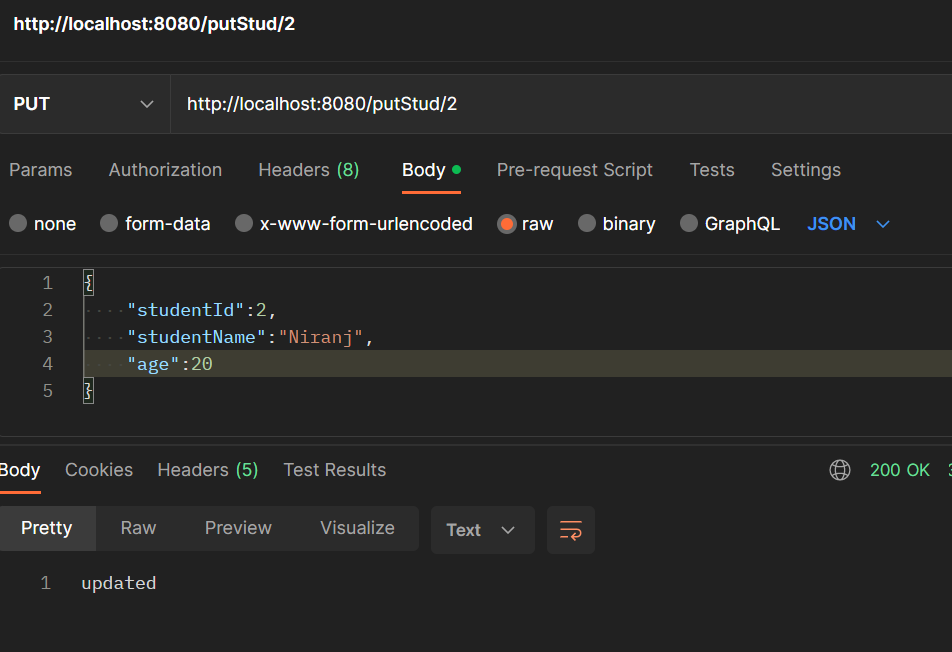 http://localhost:8080/putStud/2
PUT http://localhost:8080/putStud/2
Params Authorization Headers (8) Body Pre-request Script Tests Settings
none form-data x-www-form-urlencoded raw binary GraphQL JSON
1 {
2 "studentId":2,
3 "studentName":"Niranj",
4 "age":20
5 }
Body Cookies Headers (5) Test Results 200 OK
Pretty Raw Preview Visualize Text
1 updated